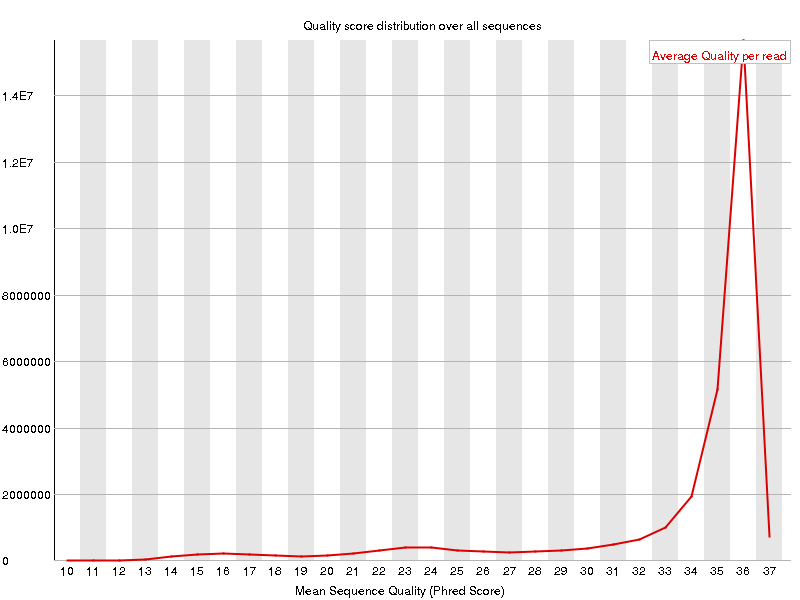 Quality score distribution over all sequences
Average Quality per read
1.4E7
1.2E7
1.0E7
8000000
6000000
4000000
2000000
0
10 11 12 13 14 15 16 17 18 19 20 21 22 23 24 25 26 27 28 29 30 31 32 33 34 35 36 37
Mean Sequence Quality (Phred Score)